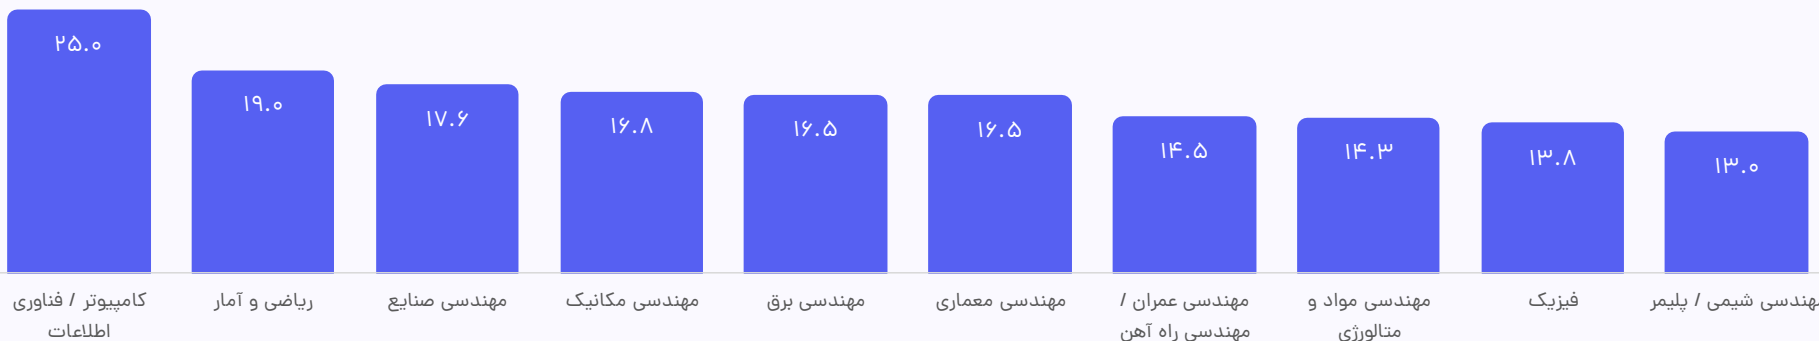 ۲۵.۰
۱۹.۰
۱۷.۶
۱۶.۸
۱۶.۵
۱۶.۵
۱۴.۵
۱۴.۳
۱۳.۸
۱۳.۰
کامپیوتر / فناوری
اطلاعات
ریاضی و آمار
مهندسی صنایع
مهندسی مکانیک
مهندسی برق
مهندسی معماری
مهندسی عمران /
مهندسی راه آهن
مهندسی مواد و
متالورژی
فیزیک
مهندسی شیمی / پلیمر